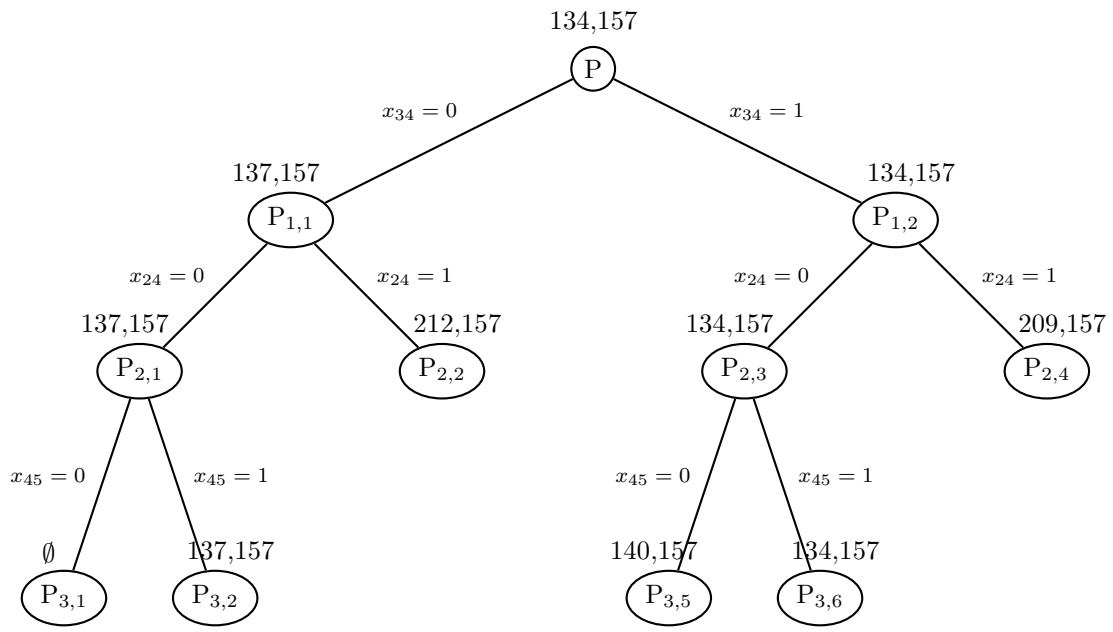 134,157
P
x₃₄ = 0
x₃₄ = 1
137,157
134,157
P₁,₁
P₁,₂
x₂₄ = 0
x₂₄ = 1
x₂₄ = 0
x₂₄ = 1
137,157
212,157
134,157
209,157
P₂,₁
P₂,₂
P₂,₃
P₂,₄
x₄₅ = 0
x₄₅ = 1
x₄₅ = 0
x₄₅ = 1
∅
137,157
140,157
134,157
P₃,₁
P₃,₂
P₃,₅
P₃,₆